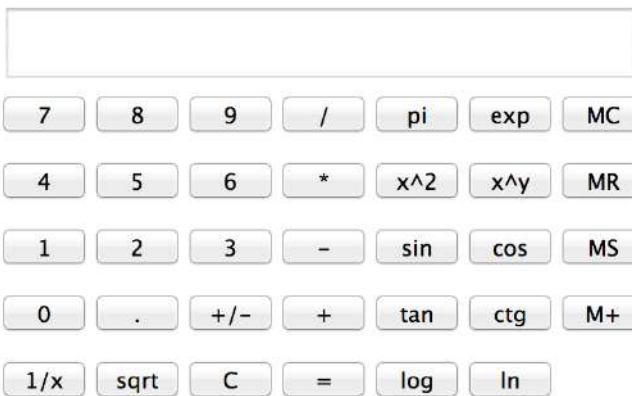 7 8 9 / pi exp MC
4 5 6 * x^2 x^y MR
1 2 3 - sin cos MS
0 . +/- + tan ctg M+
1/x sqrt C = log ln